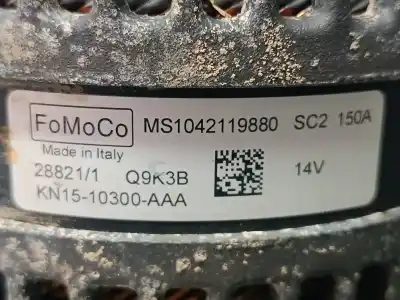 FoMoCo MS1042119880 SC2 150A
Made in Italy
28821/1 Q9K3B 14V
KN15-10300-AAA